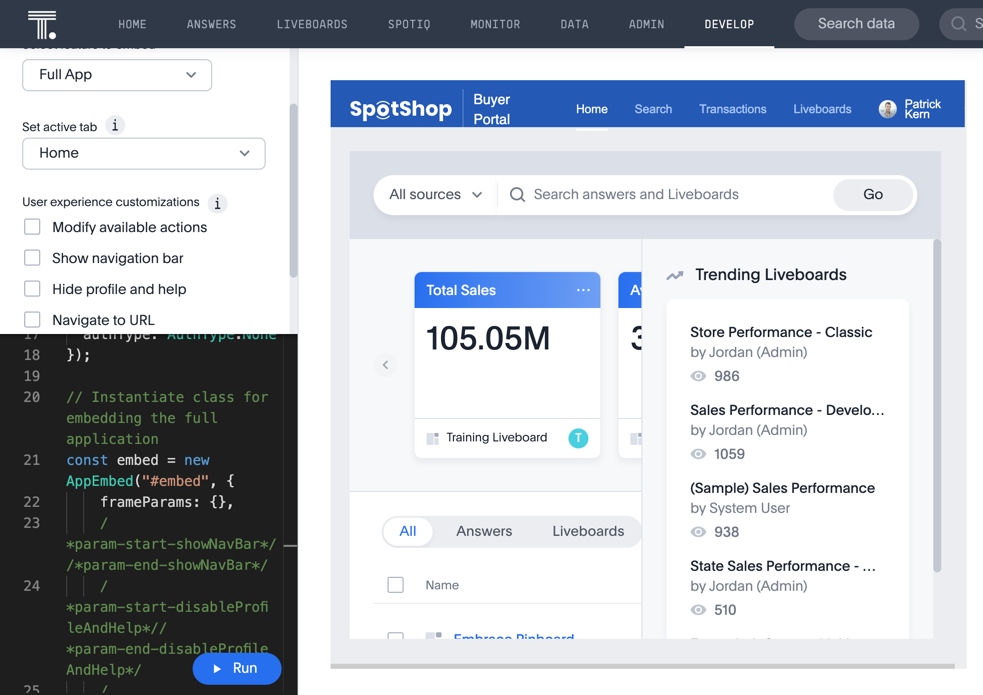 HOME ANSWERS LIVEBOARDS SPOTIQ MONITOR DATA ADMIN DEVELOP Search data S
Full App
Set active tab i
Home
User experience customizations i
Modify available actions
Show navigation bar
Hide profile and help
Navigate to URL
17 authType: AuthType.None
18 });
19
20 // Instantiate class for
embedding the full
application
21 const embed = new
AppEmbed("#embed", {
22 frameParams: {},
23 /
*param-start-showNavBar*/
/*param-end-showNavBar*/
24 /
*param-start-disableProfi
leAndHelp*//
*param-end-disableProfile
AndHelp*/
25 /
Run
SpotShop
Buyer
Portal
Home Search Transactions Liveboards
Patrick
Kern
All sources Search answers and Liveboards Go
Total Sales ...
105.05M
Training Liveboard T
A
3
Trending Liveboards
Store Performance - Classic
by Jordan (Admin)
986
Sales Performance - Develo...
by Jordan (Admin)
1059
(Sample) Sales Performance
by System User
938
State Sales Performance - ...
by Jordan (Admin)
510
All Answers Liveboards
Name
Embrace Pinboard